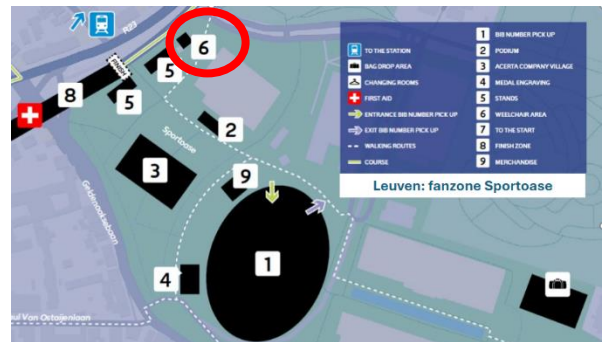 R23
6
FINISH
5
8
5
2
Sportoase
3
9
1
4
Geldenaaksebaan
ul Van Ostaijenlaan
1 BIB NUMBER PICK UP
TO THE STATION
2 PODIUM
BAG DROP AREA
3 ACERTA COMPANY VILLAGE
CHANGING ROOMS
4 MEDAL ENGRAVING
FIRST AID
5 STANDS
ENTRANCE BIB NUMBER PICK UP
6 WEELCHAIR AREA
EXIT BIB NUMBER PICK UP
7 TO THE START
WALKING ROUTES
8 FINISH ZONE
COURSE
9 MERCHANDISE
Leuven: fanzone Sportoase